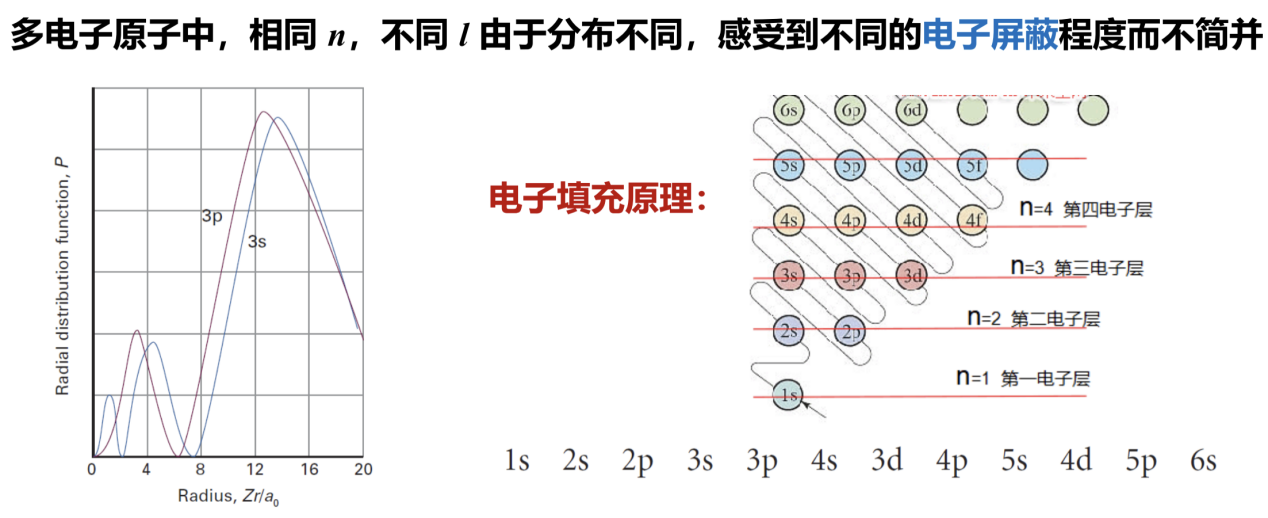 多电子原子中，相同 n，不同 l 由于分布不同，感受到不同的电子屏蔽程度而不简并
Radial distribution function, P
3p
3s
0 4 8 12 16 20
Radius, Zr/a₀
电子填充原理：
6s 6p 6d
5s 5p 5d 5f
4s 4p 4d 4f
n=4 第四电子层
3s 3p 3d
n=3 第三电子层
2s 2p
n=2 第二电子层
1s
n=1 第一电子层
1s 2s 2p 3s 3p 4s 3d 4p 5s 4d 5p 6s